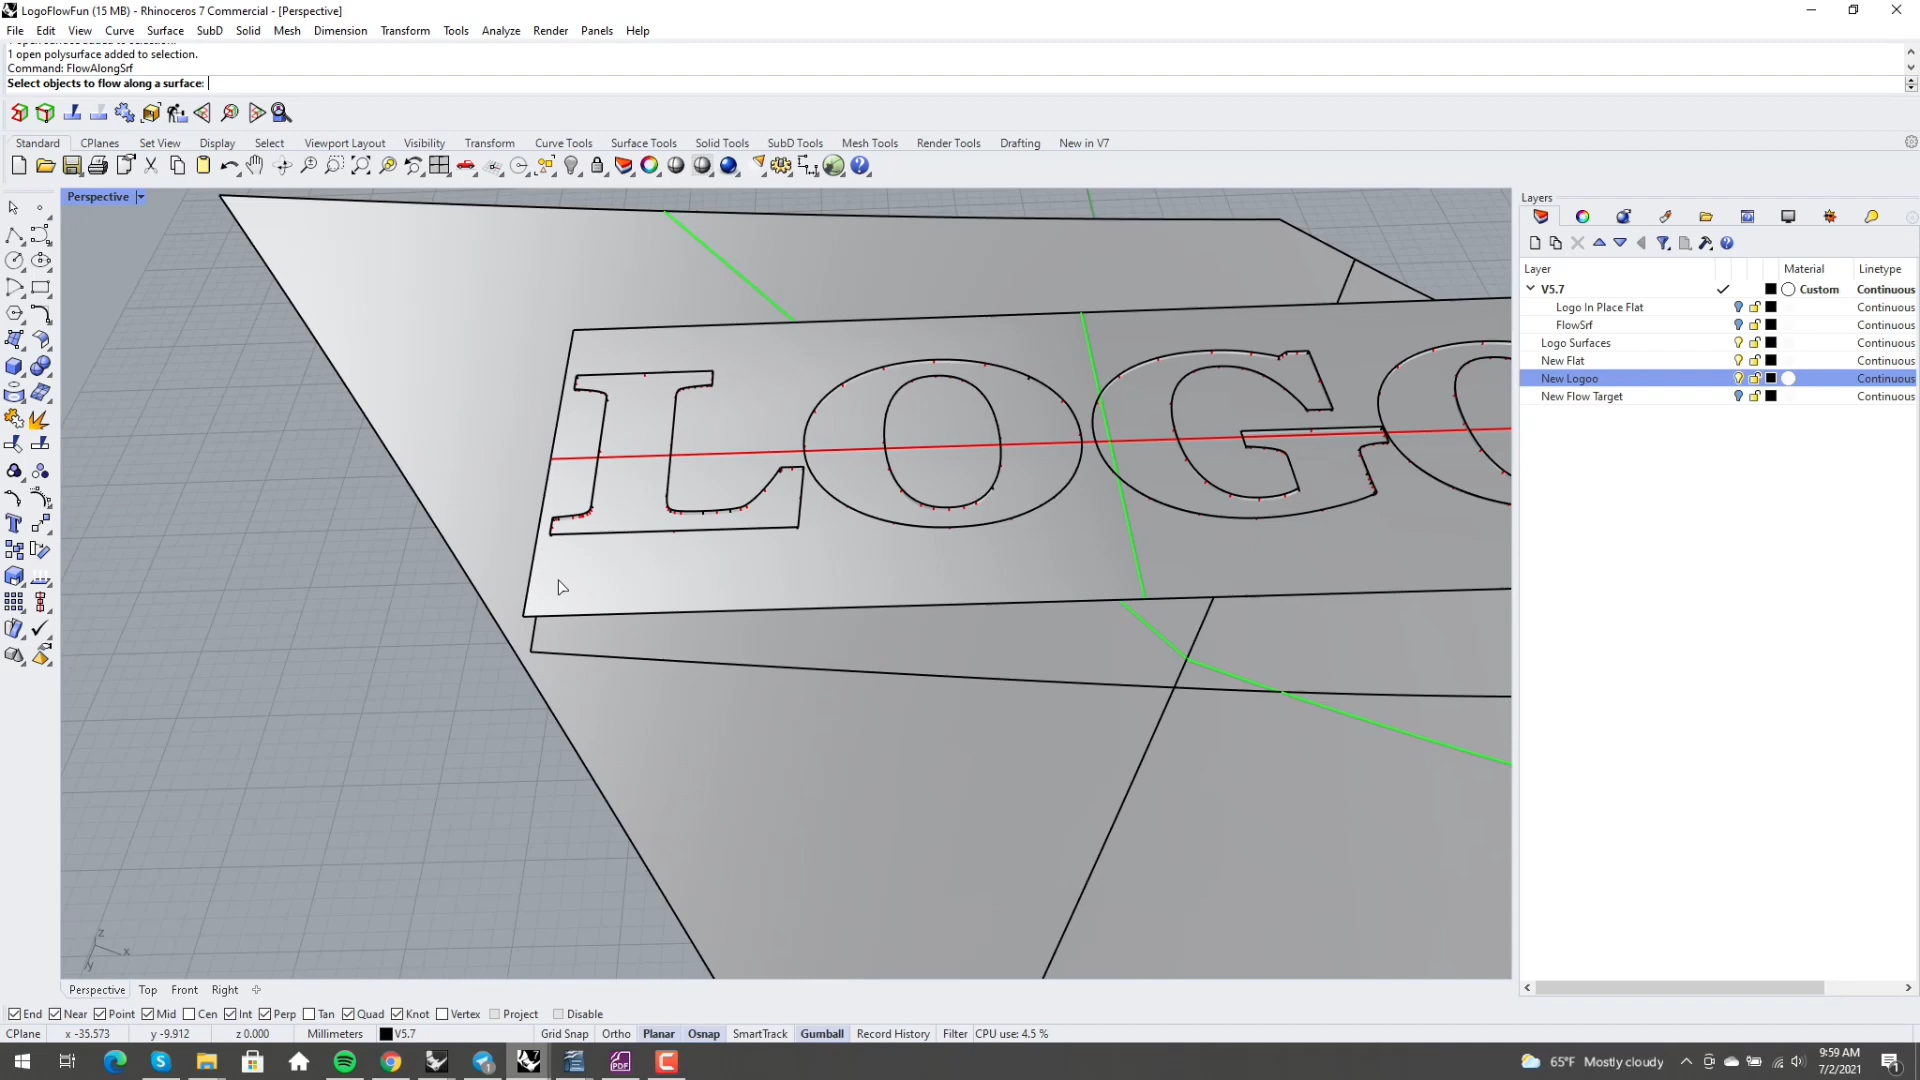 LogoFlowFun (15 MB) - Rhinoceros 7 Commercial - [Perspective]
File Edit View Curve Surface SubD Solid Mesh Dimension Transform Tools Analyze Render Panels Help
1 open polysurface added to selection.
Command: FlowAlongSrf
Select objects to flow along a surface:
Standard CPlanes Set View Display Select Viewport Layout Visibility Transform Curve Tools Surface Tools Solid Tools SubD Tools Mesh Tools Render Tools Drafting New in V7
Perspective
LOGO
z
x
y
Layers
Layer Material Linetype
V5.7 Custom Continuous
Logo In Place Flat Continuous
FlowSrf Continuous
Logo Surfaces Continuous
New Flat Continuous
New Logoo Continuous
New Flow Target Continuous
Perspective Top Front Right
End Near Point Mid Cen Int Perp Tan Quad Knot Vertex Project Disable
CPlane x -35.573 y -9.912 z 0.000 Millimeters V5.7 Grid Snap Ortho Planar Osnap SmartTrack Gumball Record History Filter CPU use: 4.5 %
65°F Mostly cloudy
9:59 AM
7/2/2021